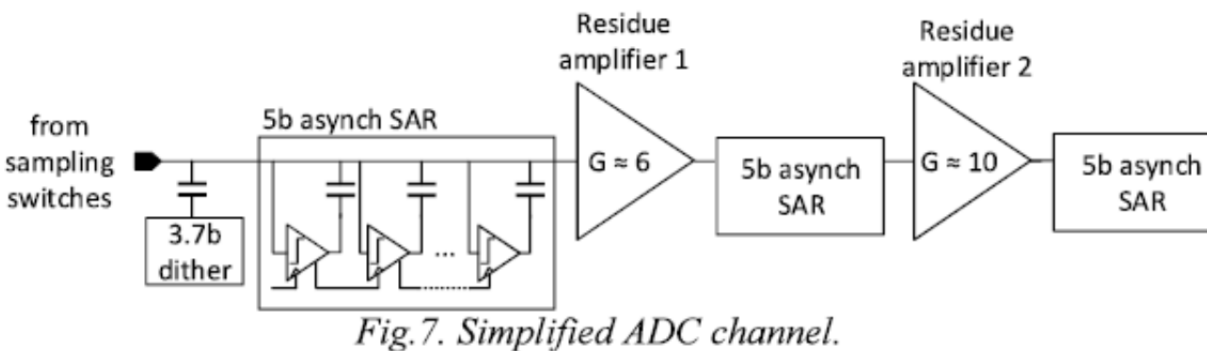 from
sampling
switches
3.7b
dither
5b asynch SAR
...
Residue
amplifier 1
G ≈ 6
5b asynch
SAR
Residue
amplifier 2
G ≈ 10
5b asynch
SAR
Fig.7. Simplified ADC channel.